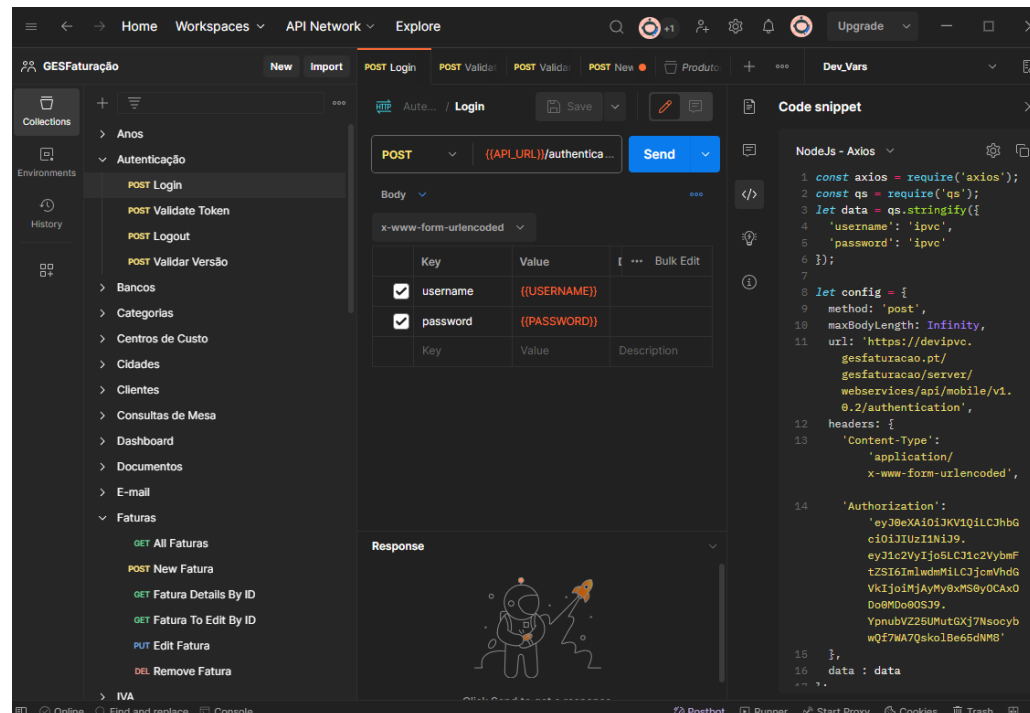 Home Workspaces API Network Explore +1 Upgrade
GESFaturação New Import POST Login POST Validat POST Validat POST New Produto Dev_Vars
Collections
Environments
History
Anos
Autenticação
POST Login
POST Validate Token
POST Logout
POST Validar Versão
Bancos
Categorias
Centros de Custo
Cidades
Clientes
Consultas de Mesa
Dashboard
Documentos
E-mail
Faturas
GET All Faturas
POST New Fatura
GET Fatura Details By ID
GET Fatura To Edit By ID
PUT Edit Fatura
DEL Remove Fatura
IVA
HTTP Aute... / Login Save
POST {{API_URL}}/authentica... Send
Body
x-www-form-urlencoded
Key Value Bulk Edit
username {{USERNAME}}
password {{PASSWORD}}
Key Value Description
Response
Click Send to get a response
Code snippet
NodeJs - Axios
1 const axios = require('axios');
2 const qs = require('qs');
3 let data = qs.stringify({
4 'username': 'ipvc',
5 'password': 'ipvc'
6 });
7
8 let config = {
9 method: 'post',
10 maxBodyLength: Infinity,
11 url: 'https://devipvc.
gesfaturacao.pt/
gesfaturacao/server/
webservices/api/mobile/v1.
0.2/authentication',
12 headers: {
13 'Content-Type':
'application/
x-www-form-urlencoded',
14 'Authorization':
'eyJ0eXAiOiJKV1QiLCJhbG
ciOiJIUzI1NiJ9.
eyJ1c2VyIjo5LCJ1c2VybmF
tZSI6ImlwdmMiLCJjcmVhdG
VkIjoiMjAyMy0xMS0yOCAxO
Do0MDo0OSJ9.
YpnubVZ25UMutGXj7Nsocyb
wQf7WA7QskolBe65dNM8'
15 },
16 data : data
Online Find and replace Console Postbot Runner Start Proxy Cookies Trash